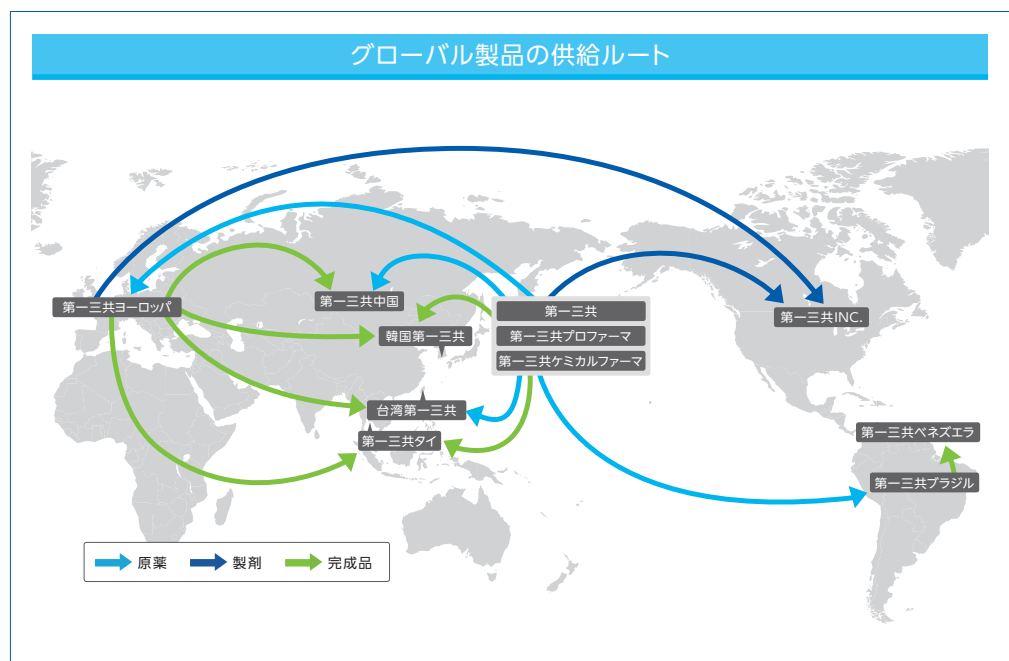 グローバル製品の供給ルート
第一三共ヨーロッパ
第一三共中国
韓国第一三共
台湾第一三共
第一三共タイ
第一三共
第一三共プロファーマ
第一三共ケミカルファーマ
第一三共INC.
第一三共ベネズエラ
第一三共ブラジル
原薬
製剤
完成品